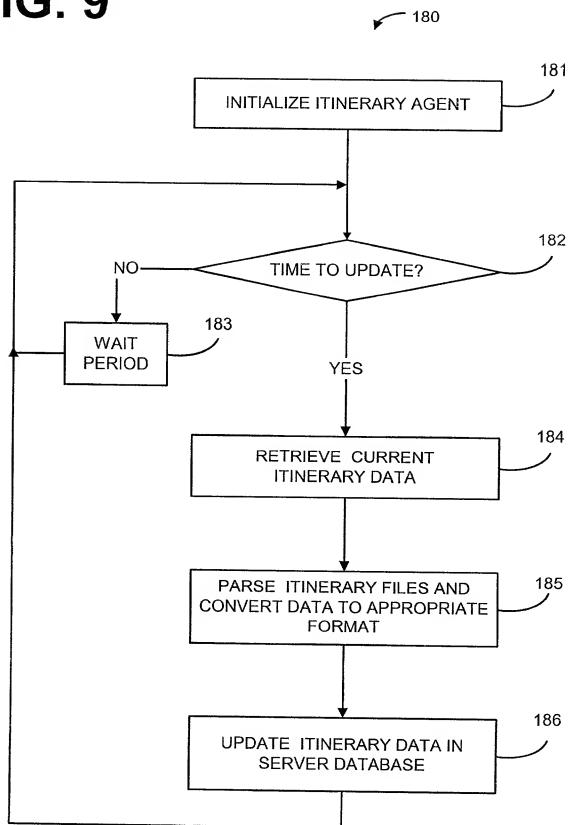 IG. 9
180
181
INITIALIZE ITINERARY AGENT
182
TIME TO UPDATE?
NO
183
WAIT
PERIOD
YES
184
RETRIEVE CURRENT
ITINERARY DATA
185
PARSE ITINERARY FILES AND
CONVERT DATA TO APPROPRIATE
FORMAT
186
UPDATE ITINERARY DATA IN
SERVER DATABASE